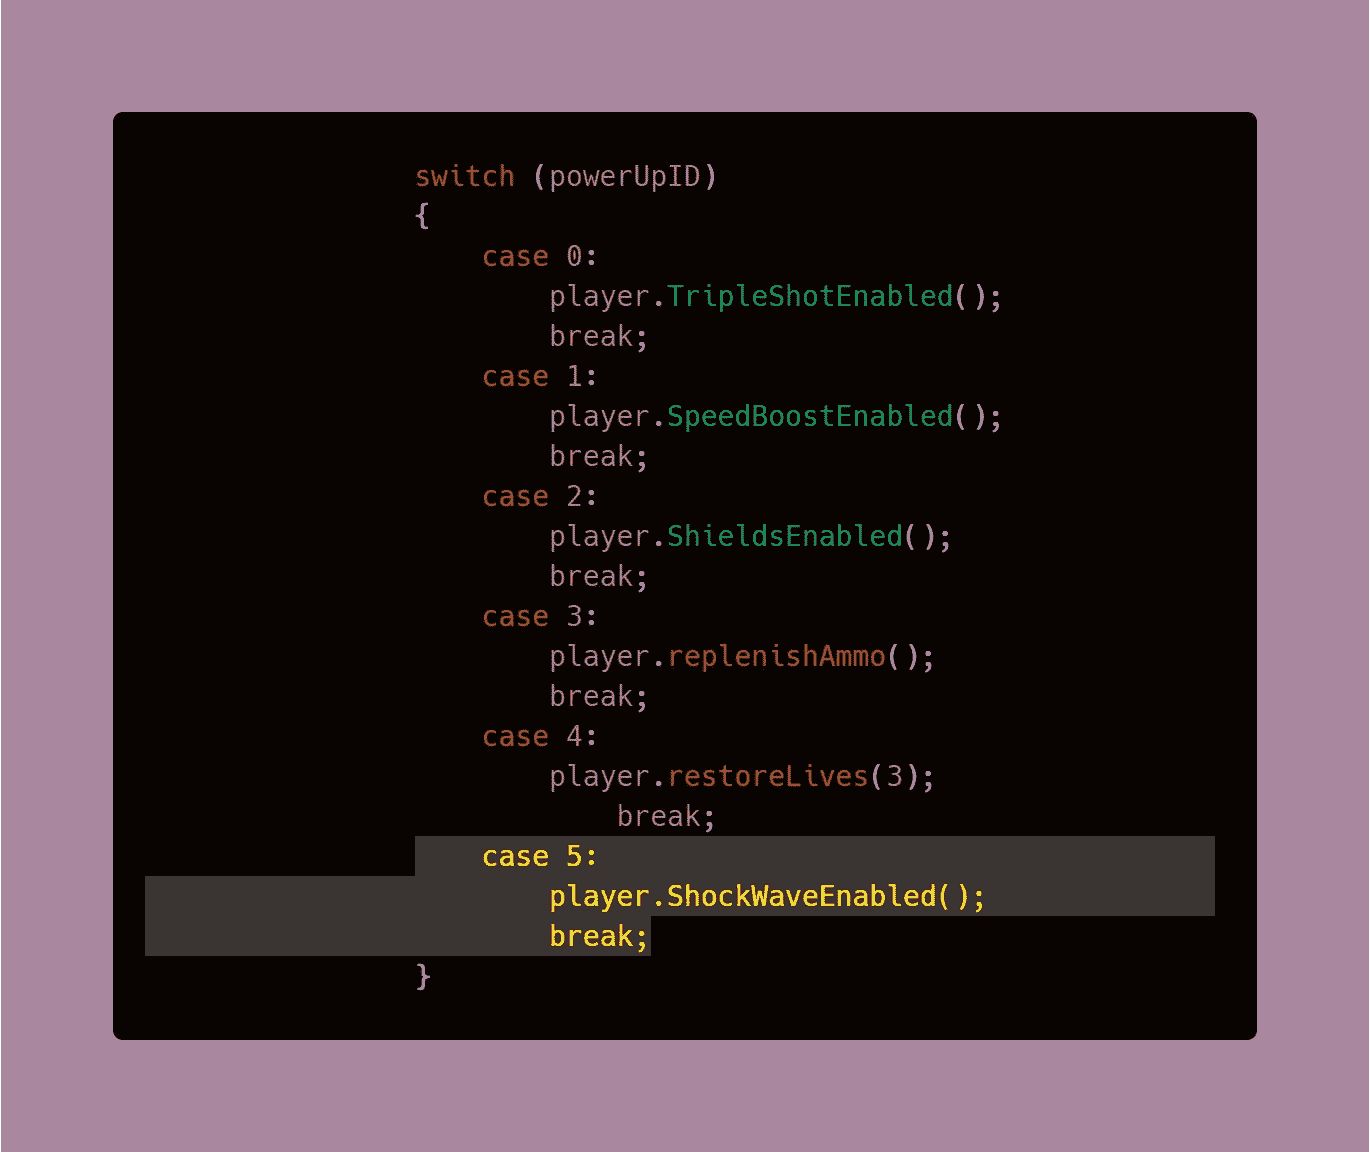 switch (powerUpID)
{
    case 0:
        player.TripleShotEnabled();
        break;
    case 1:
        player.SpeedBoostEnabled();
        break;
    case 2:
        player.ShieldsEnabled();
        break;
    case 3:
        player.replenishAmmo();
        break;
    case 4:
        player.restoreLives(3);
            break;
    case 5:
        player.ShockWaveEnabled();
        break;
}